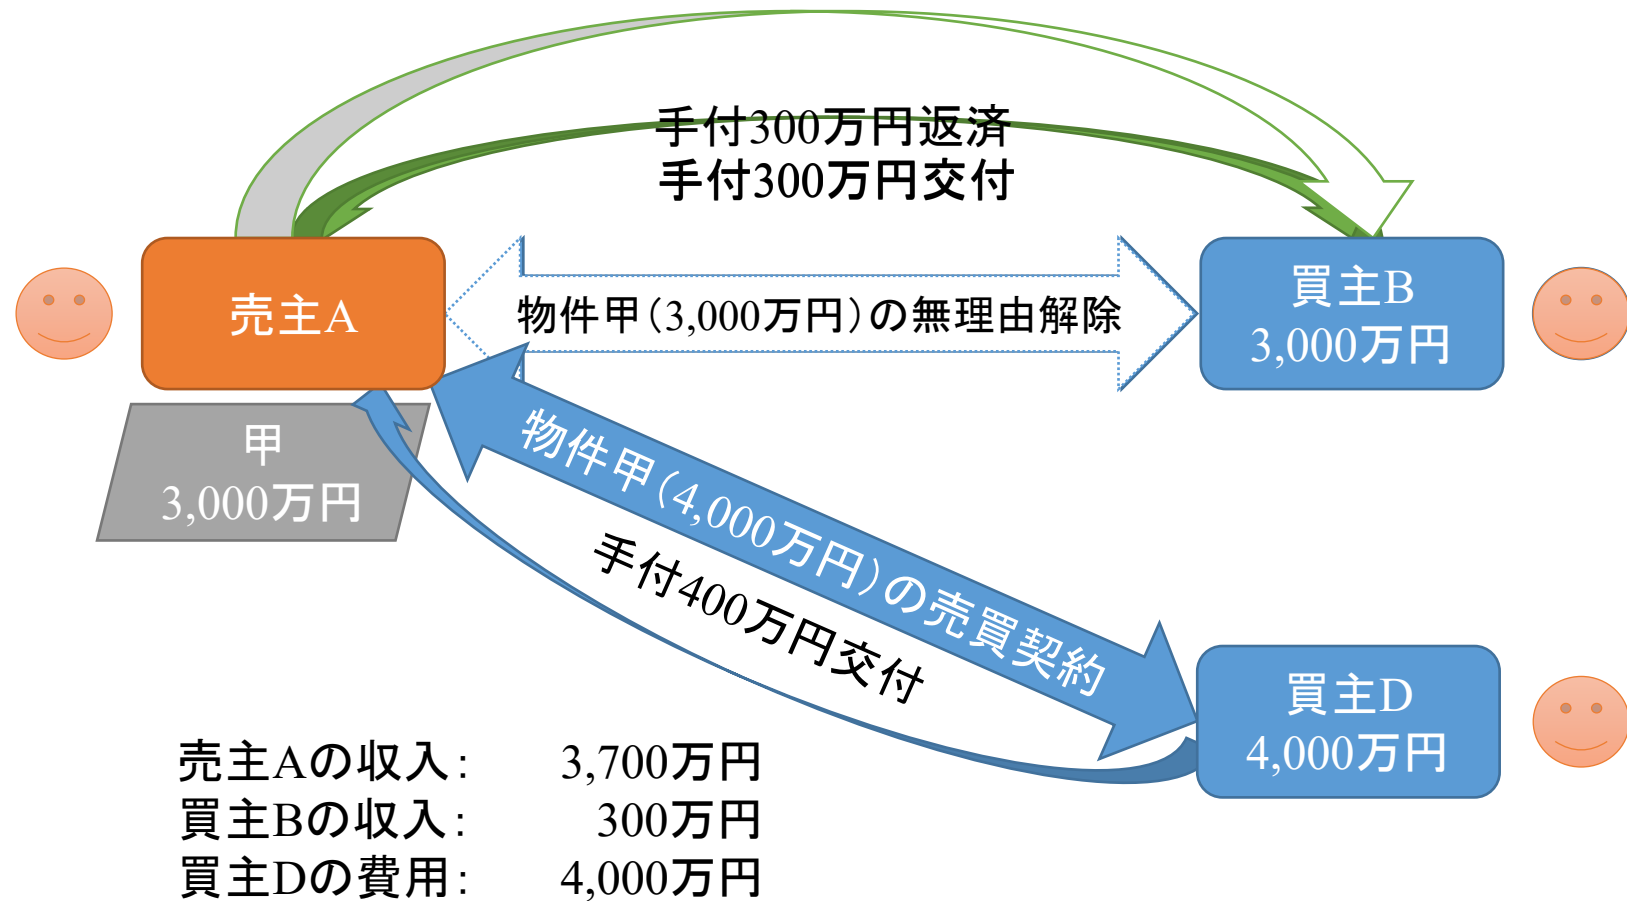 手付300万円返済
手付300万円交付
売主A
物件甲(3,000万円)の無理由解除
買主B
3,000万円
甲
3,000万円
物件甲(4,000万円)の売買契約
手付400万円交付
買主D
4,000万円
売主Aの収入: 3,700万円
買主Bの収入: 300万円
買主Dの費用: 4,000万円